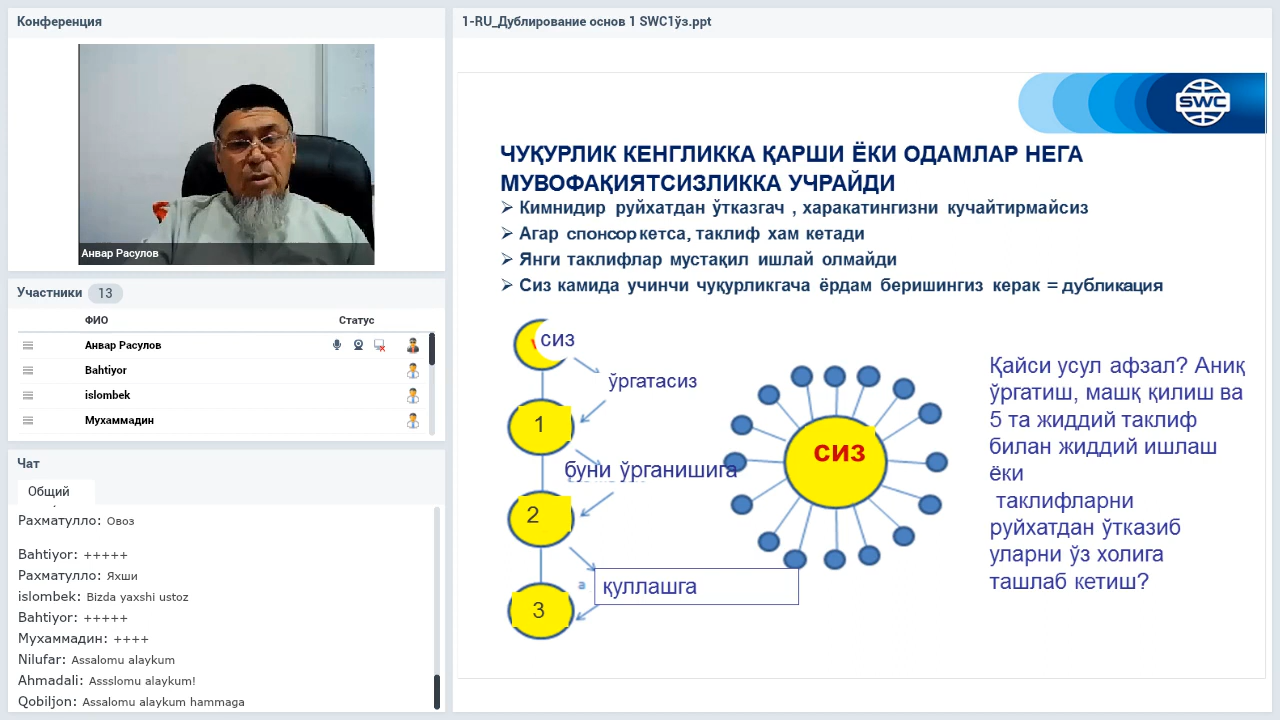 Конференция
Анвар Расулов
Участники 13
ФИО Статус
Анвар Расулов
Bahtiyor
islombek
Мухаммадин
Чат
Общий
Рахматулло: Овоз
Bahtiyor: +++++
Рахматулло: Яхши
islombek: Bizda yaxshi ustoz
Bahtiyor: +++++
Мухаммадин: ++++
Nilufar: Assalomu alaykum
Ahmadali: Assslomu alaykum!
Qobiljon: Assalomu alaykum hammaga
1-RU_Дублирование основ 1 SWC1ўз.ppt
SWC
ЧУҚУРЛИК КЕНГЛИККА ҚАРШИ ЁКИ ОДАМЛАР НЕГА
МУВОФАҚИЯТСИЗЛИККА УЧРАЙДИ
Кимнидир руйхатдан ўтказгач , харакатингизни кучайтирмайсиз
Агар спонсор кетса, таклиф хам кетади
Янги таклифлар мустақил ишлай олмайди
Сиз камида учинчи чуқурликгача ёрдам беришингиз керак = дубликация
сиз
ўргатасиз
1
буни ўрганишига
2
а
қуллашга
3
сиз
Қайси усул афзал? Аниқ
ўргатиш, машқ қилиш ва
5 та жиддий таклиф
билан жиддий ишлаш
ёки
таклифларни
руйхатдан ўтказиб
уларни ўз холига
ташлаб кетиш?